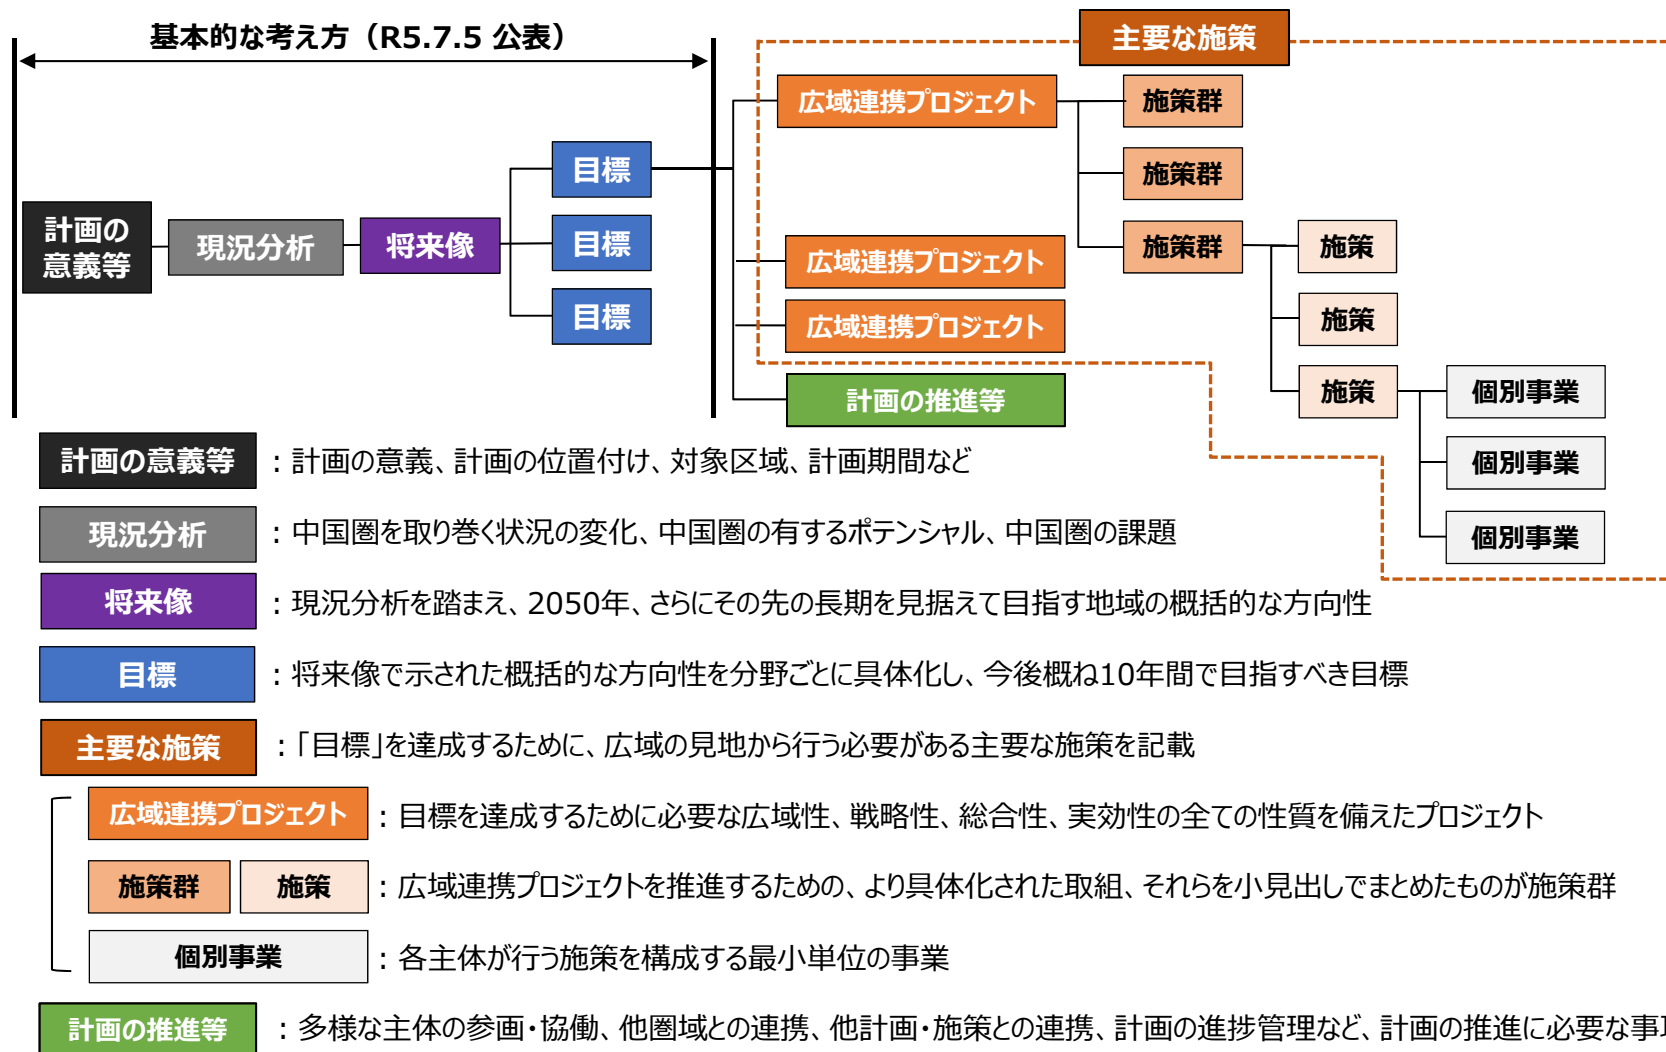 基本的な考え方（R5.7.5 公表）
主要な施策
広域連携プロジェクト
施策群
目標
施策群
計画の
意義等
現況分析
将来像
目標
広域連携プロジェクト
施策群
施策
目標
広域連携プロジェクト
施策
計画の推進等
施策
個別事業
個別事業
個別事業
計画の意義等 ：計画の意義、計画の位置付け、対象区域、計画期間など
現況分析 ：中国圏を取り巻く状況の変化、中国圏の有するポテンシャル、中国圏の課題
将来像 ：現況分析を踏まえ、2050年、さらにその先の長期を見据えて目指す地域の概括的な方向性
目標 ：将来像で示された概括的な方向性を分野ごとに具体化し、今後概ね10年間で目指すべき目標
主要な施策 ：「目標」を達成するために、広域の見地から行う必要がある主要な施策を記載
広域連携プロジェクト ：目標を達成するために必要な広域性、戦略性、総合性、実効性の全ての性質を備えたプロジェクト
施策群 施策 ：広域連携プロジェクトを推進するための、より具体化された取組、それらを小見出しでまとめたものが施策群
個別事業 ：各主体が行う施策を構成する最小単位の事業
計画の推進等 ：多様な主体の参画・協働、他圏域との連携、他計画・施策との連携、計画の進捗管理など、計画の推進に必要な事